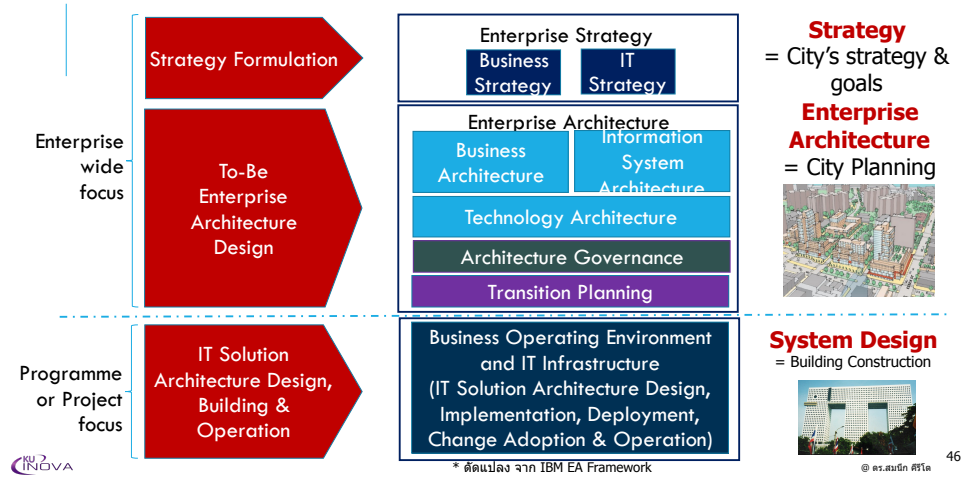 Strategy Formulation
Enterprise Strategy
Business
Strategy
IT
Strategy
Strategy
= City's strategy &
goals
Enterprise
wide
focus
To-Be
Enterprise
Architecture
Design
Enterprise Architecture
Business
Architecture
Information
System
Architecture
Technology Architecture
Architecture Governance
Transition Planning
Enterprise
Architecture
= City Planning
Programme
or Project
focus
IT Solution
Architecture Design,
Building &
Operation
Business Operating Environment
and IT Infrastructure
(IT Solution Architecture Design,
Implementation, Deployment,
Change Adoption & Operation)
System Design
= Building Construction
KU
INOVA
* ดัดแปลง จาก IBM EA Framework
@ ดร.สมนึก คีรีโต
46